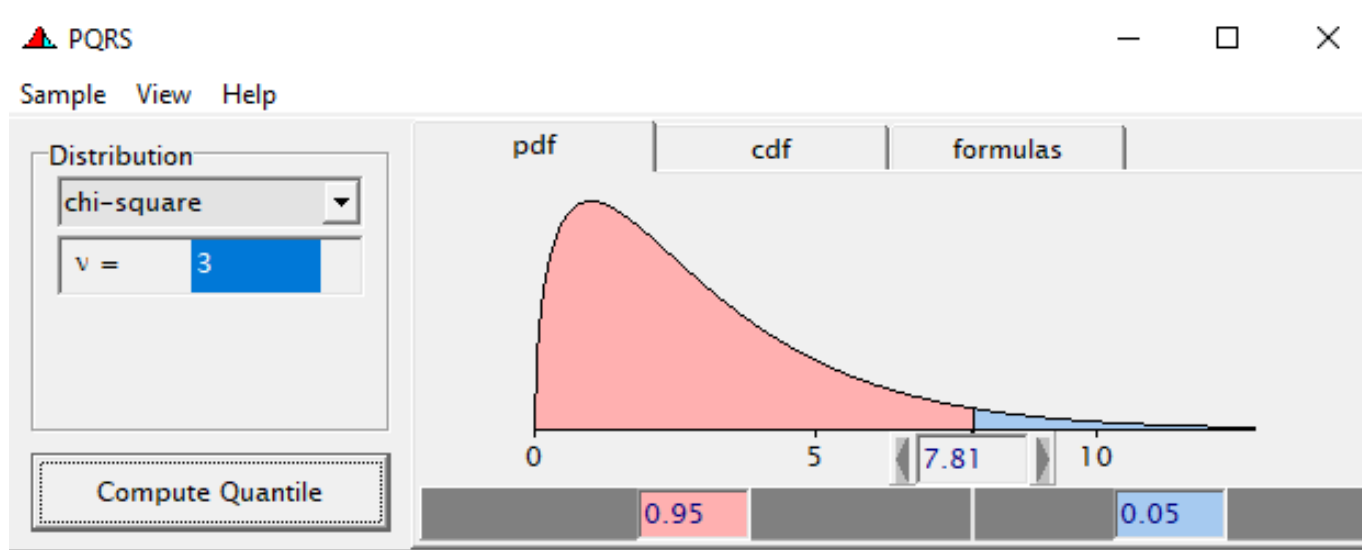 PQRS
Sample View Help
Distribution
chi-square
ν = 3
Compute Quantile
pdf cdf formulas
0 5 7.81 10
0.95 0.05